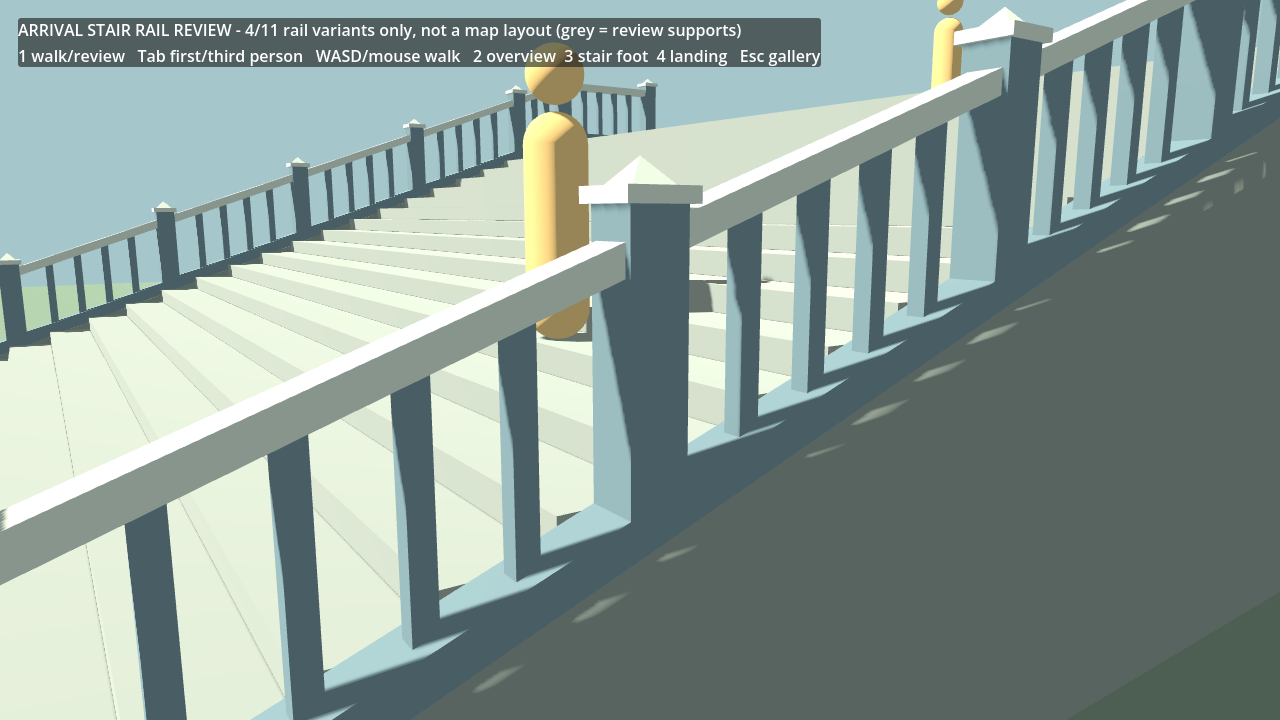 ARRIVAL STAIR RAIL REVIEW - 4/11 rail variants only, not a map layout (grey = review supports)
1 walk/review   Tab first/third person   WASD/mouse walk   2 overview  3 stair foot  4 landing   Esc gallery